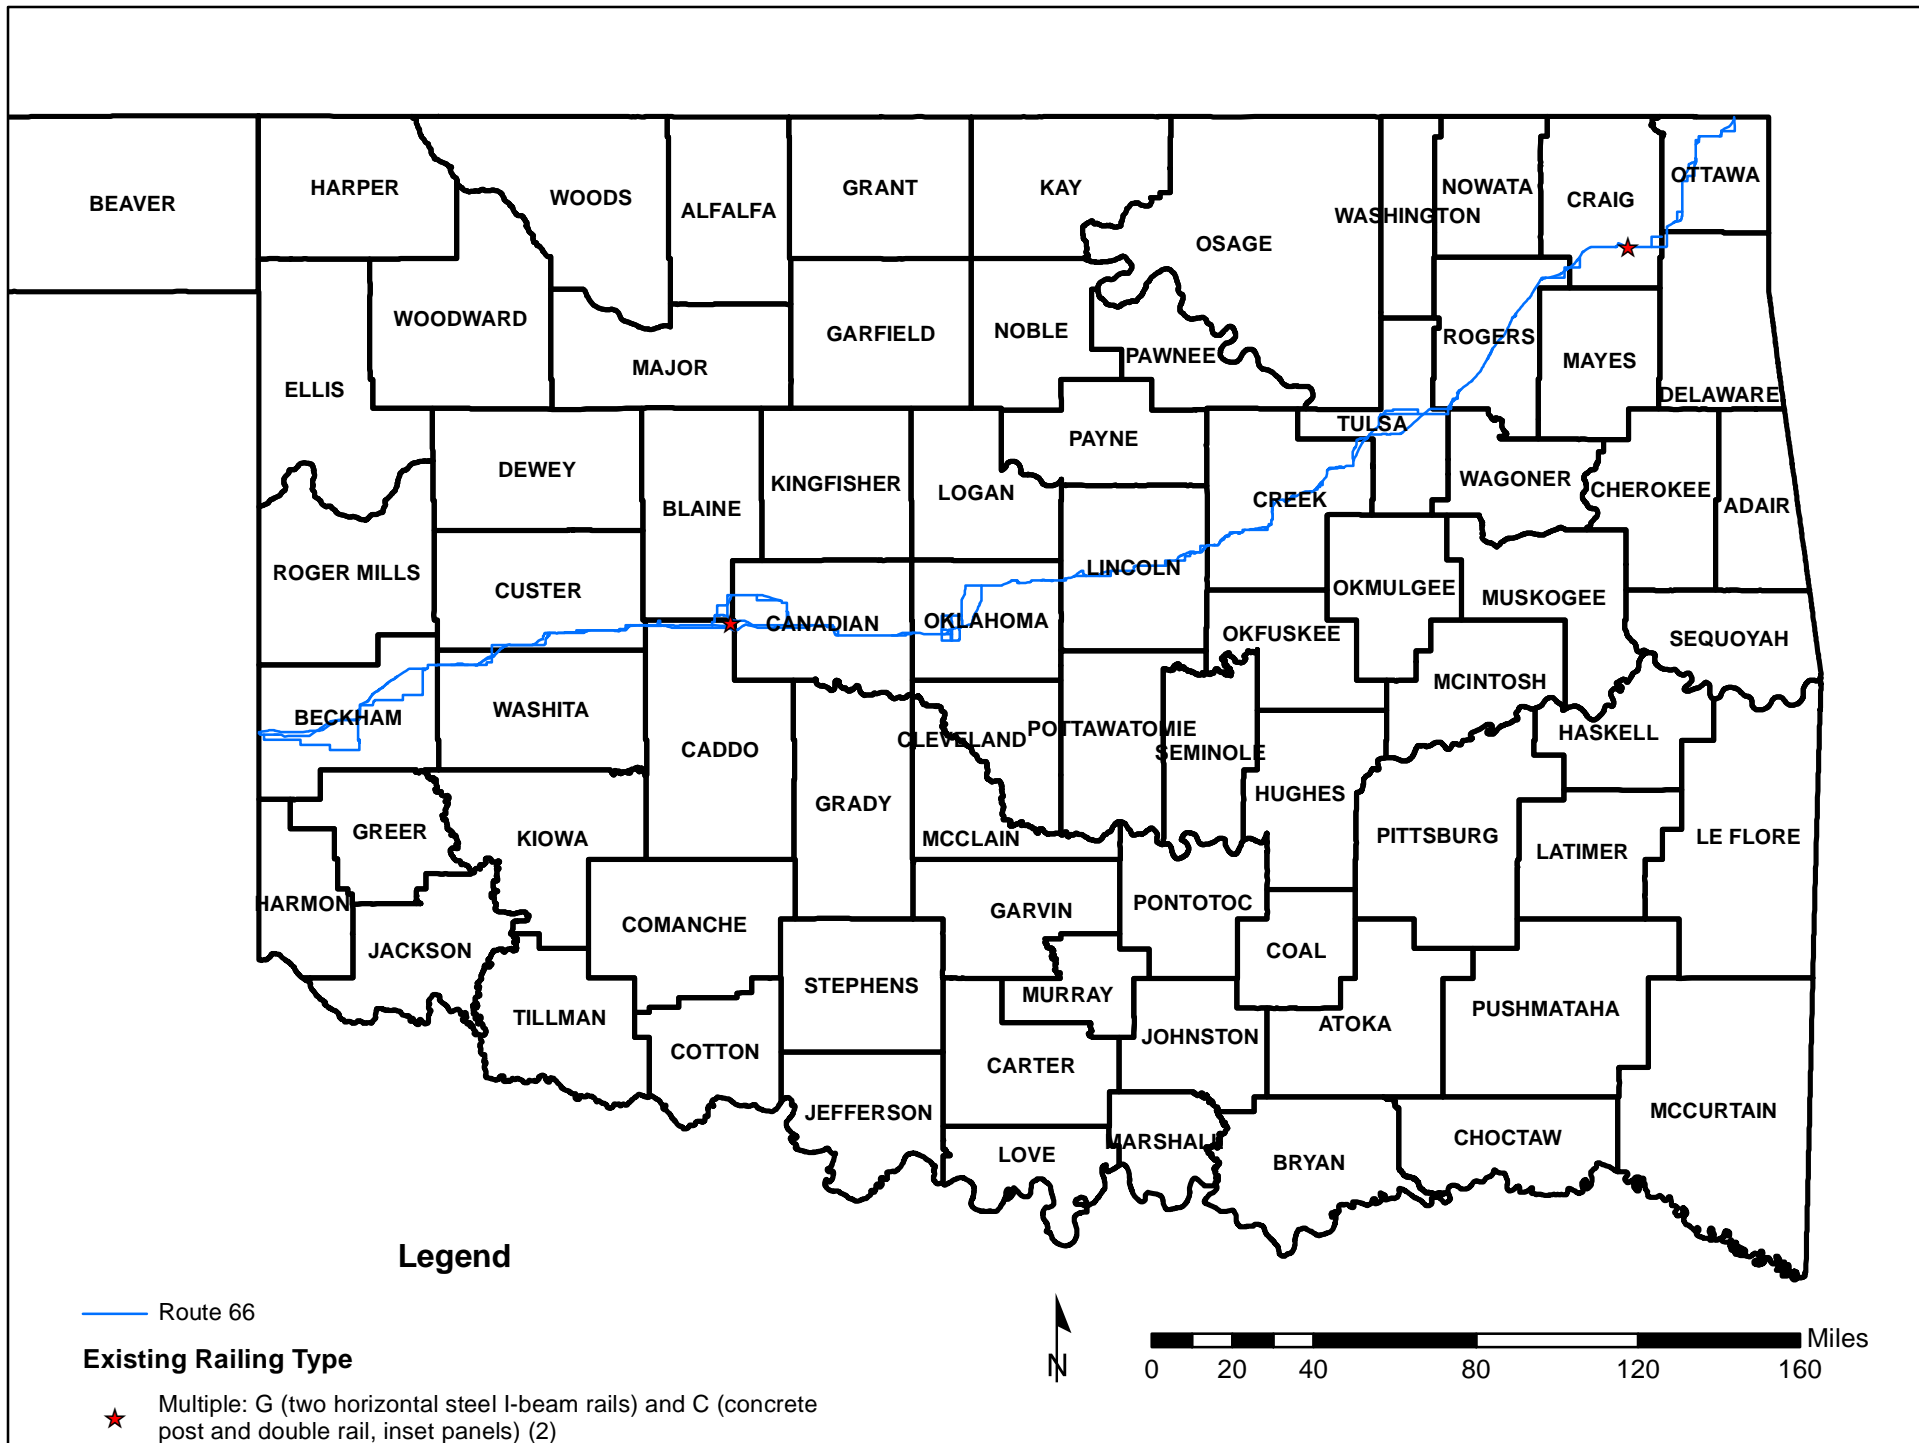 BEAVER
HARPER
WOODS
ALFALFA
GRANT
KAY
OSAGE
WASHINGTON
NOWATA
CRAIG
OTTAWA
ELLIS
WOODWARD
MAJOR
GARFIELD
NOBLE
PAWNEE
ROGERS
MAYES
DELAWARE
DEWEY
BLAINE
KINGFISHER
LOGAN
PAYNE
TULSA
CREEK
WAGONER
CHEROKEE
ADAIR
ROGER MILLS
CUSTER
CANADIAN
OKLAHOMA
LINCOLN
OKMULGEE
MUSKOGEE
OKFUSKEE
SEQUOYAH
BECKHAM
WASHITA
CADDO
GRADY
CLEVELAND
POTTAWATOMIE
SEMINOLE
HUGHES
MCINTOSH
HASKELL
GREER
KIOWA
MCCLAIN
PITTSBURG
LATIMER
LE FLORE
HARMON
JACKSON
COMANCHE
GARVIN
PONTOTOC
COAL
TILLMAN
STEPHENS
MURRAY
JOHNSTON
ATOKA
PUSHMATAHA
COTTON
CARTER
JEFFERSON
LOVE
MARSHALL
BRYAN
CHOCTAW
MCCURTAIN
Legend
Route 66
Existing Railing Type
Multiple: G (two horizontal steel I-beam rails) and C (concrete
post and double rail, inset panels) (2)
N
Miles
0 20 40 80 120 160